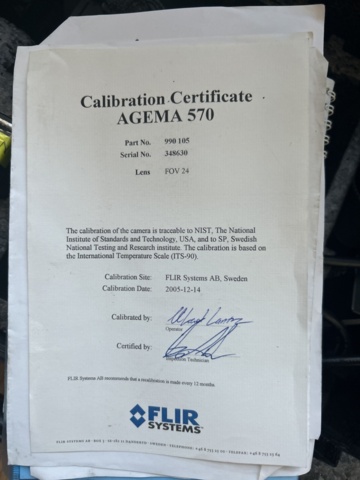 Calibration Certificate
AGEMA 570
Part No. 990 105
Serial No. 348630
Lens FOV 24
The calibration of the camera is traceable to NIST, The National
Institute of Standards and Technology, USA, and to SP, Swedish
National Testing and Research institute. The calibration is based on
the International Temperature Scale (ITS-90).
Calibration Site: FLIR Systems AB, Sweden
Calibration Date: 2005-12-14
Calibrated by:
Operator
Certified by:
Inspection Technician
FLIR Systems AB recommends that a recalibration is made every 12 months
FLIR
SYSTEMS